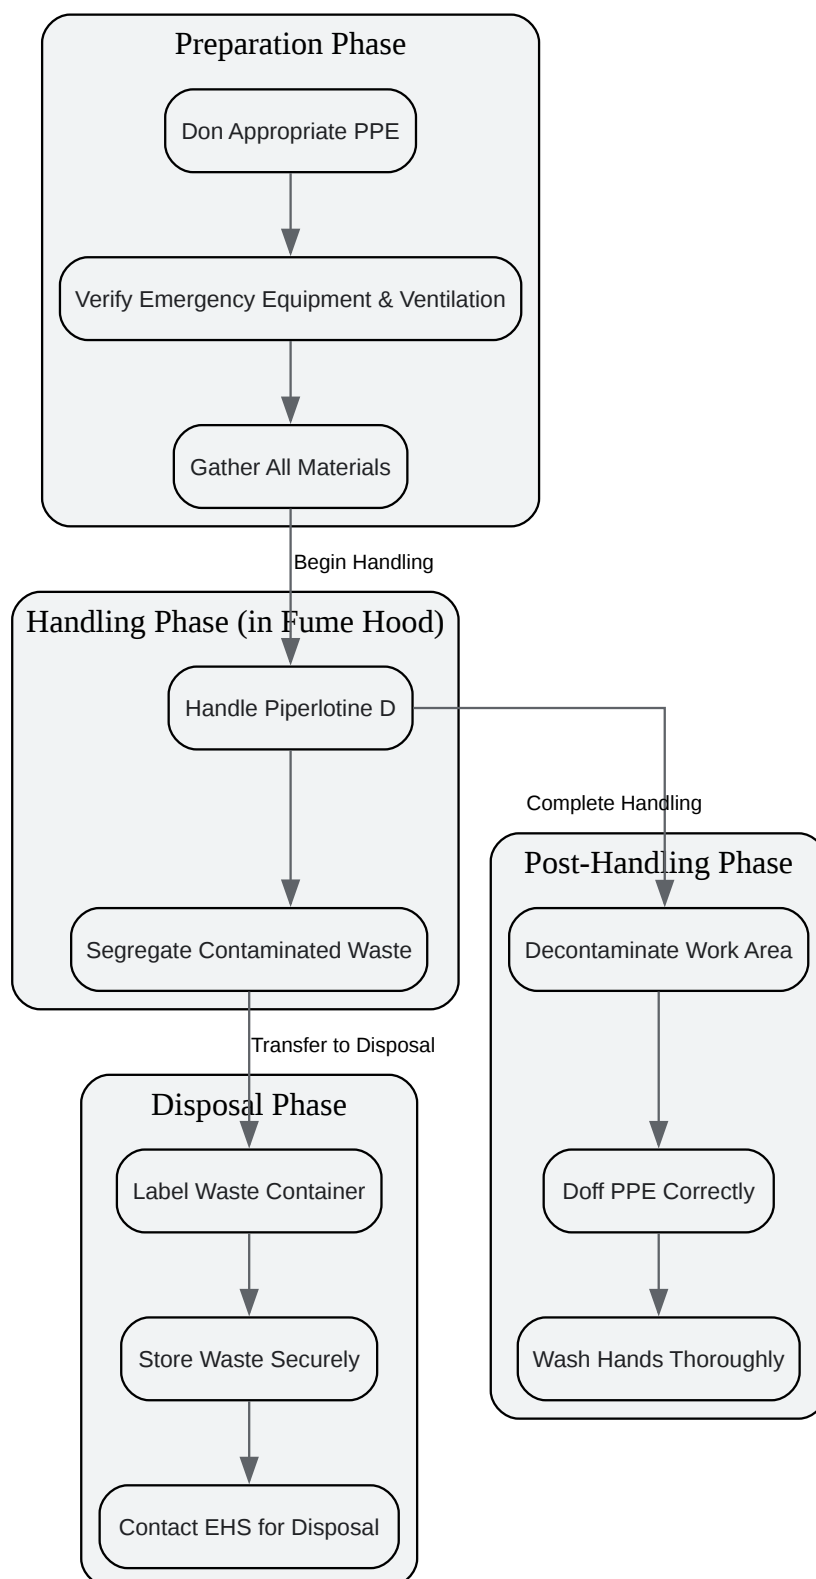 Preparation Phase
Don Appropriate PPE
Verify Emergency Equipment & Ventilation
Gather All Materials
Begin Handling
Handling Phase (in Fume Hood)
Handle Piperlotine D
Segregate Contaminated Waste
Transfer to Disposal
Disposal Phase
Label Waste Container
Store Waste Securely
Contact EHS for Disposal
Complete Handling
Post-Handling Phase
Decontaminate Work Area
Doff PPE Correctly
Wash Hands Thoroughly